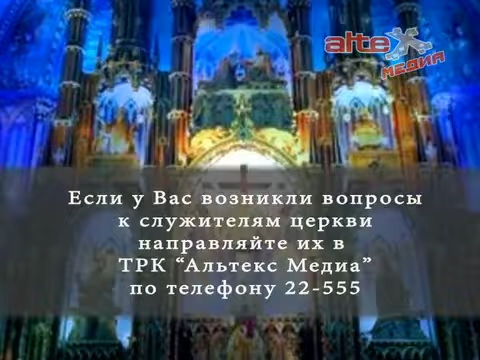 alteX
МЕДИА
Если у Вас возникли вопросы
к служителям церкви
направляйте их в
ТРК “Альтекс Медиа”
по телефону 22-555